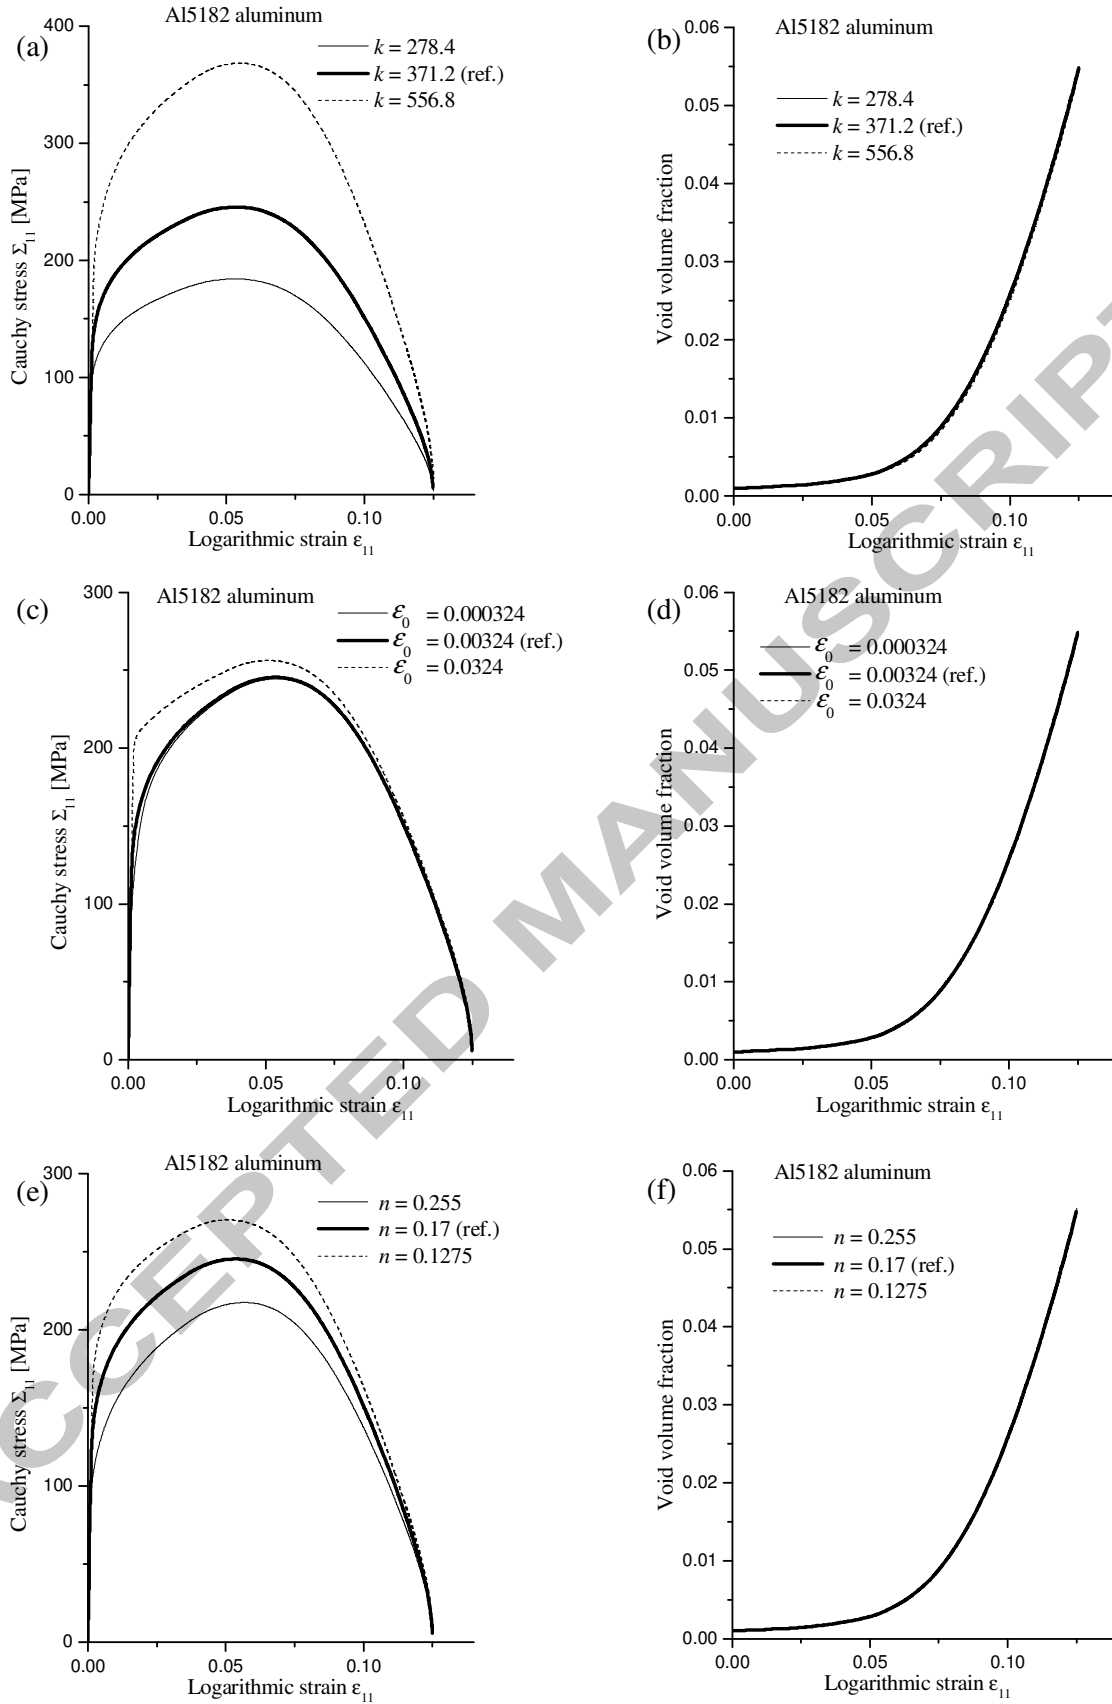 Al5182 aluminum
(a)
k = 278.4
k = 371.2 (ref.)
k = 556.8
400
300
200
100
0
Cauchy stress Σ11 [MPa]
0.00 0.05 0.10
Logarithmic strain ε11
Al5182 aluminum
(b)
k = 278.4
k = 371.2 (ref.)
k = 556.8
0.06
0.05
0.04
0.03
0.02
0.01
0.00
Void volume fraction
0.00 0.05 0.10
Logarithmic strain ε11
(c)
Al5182 aluminum
ε0 = 0.000324
ε0 = 0.00324 (ref.)
ε0 = 0.0324
300
200
100
0
Cauchy stress Σ11 [MPa]
0.00 0.05 0.10
Logarithmic strain ε11
(d)
Al5182 aluminum
ε0 = 0.000324
ε0 = 0.00324 (ref.)
ε0 = 0.0324
0.06
0.05
0.04
0.03
0.02
0.01
0.00
Void volume fraction
0.00 0.05 0.10
Logarithmic strain ε11
Al5182 aluminum
(e)
n = 0.255
n = 0.17 (ref.)
n = 0.1275
300
200
100
0
Cauchy stress Σ11 [MPa]
0.00 0.05 0.10
Logarithmic strain ε11
Al5182 aluminum
(f)
n = 0.255
n = 0.17 (ref.)
n = 0.1275
0.06
0.05
0.04
0.03
0.02
0.01
0.00
Void volume fraction
0.00 0.05 0.10
Logarithmic strain ε11
ACCEPTED MANUSCRIPT